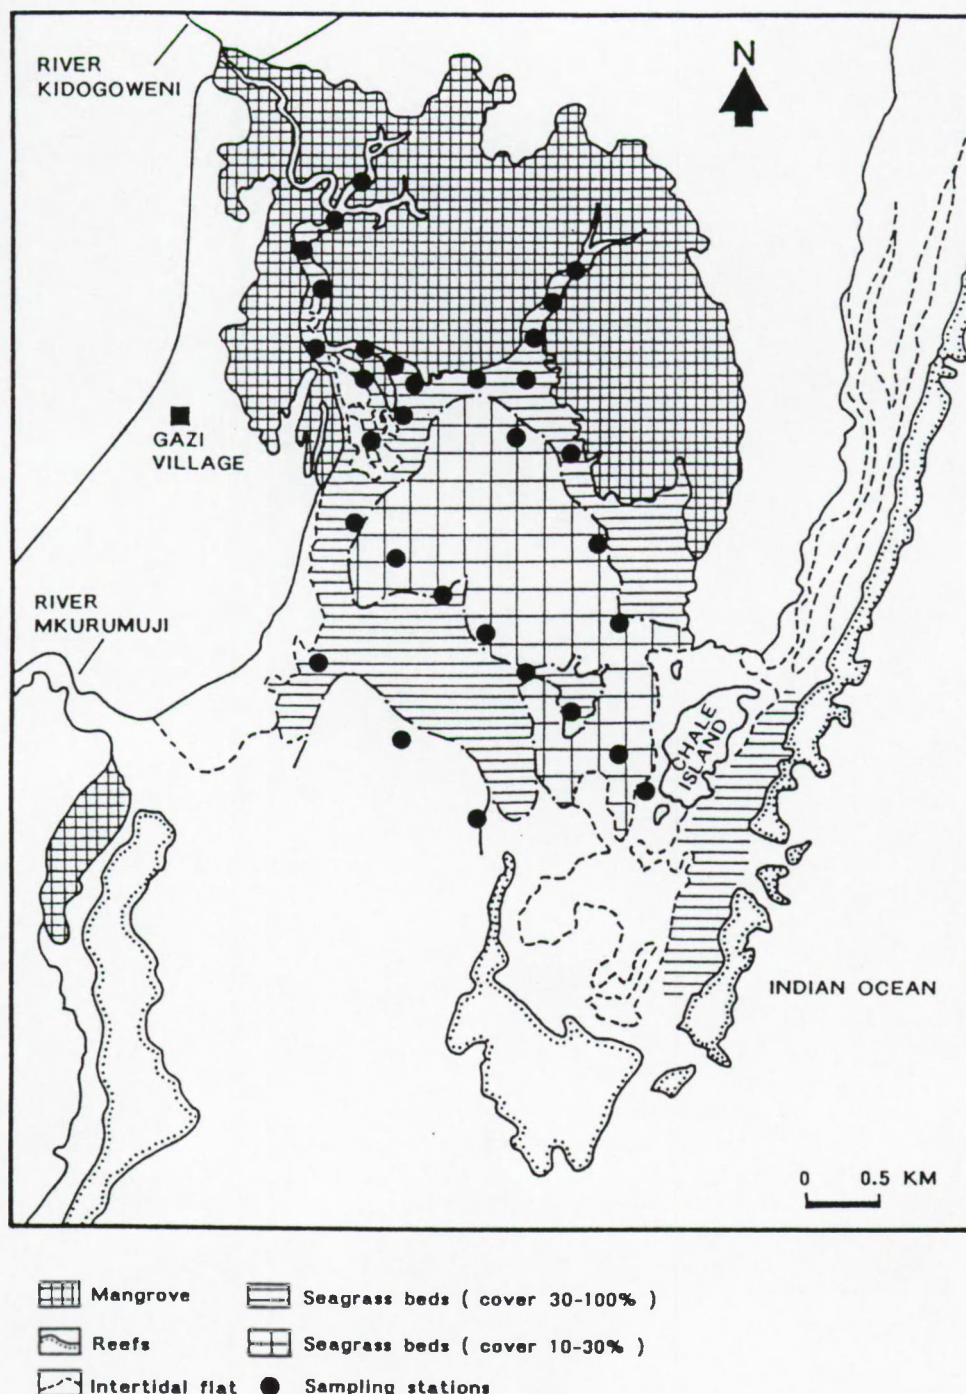 RIVER
KIDOGOWENI
N
GAZI
VILLAGE
RIVER
MKURUMUJI
CHALE
ISLAND
INDIAN OCEAN
0 0.5 KM
Mangrove
Seagrass beds ( cover 30-100% )
Reefs
Seagrass beds ( cover 10-30% )
Intertidal flat
Sampling stations